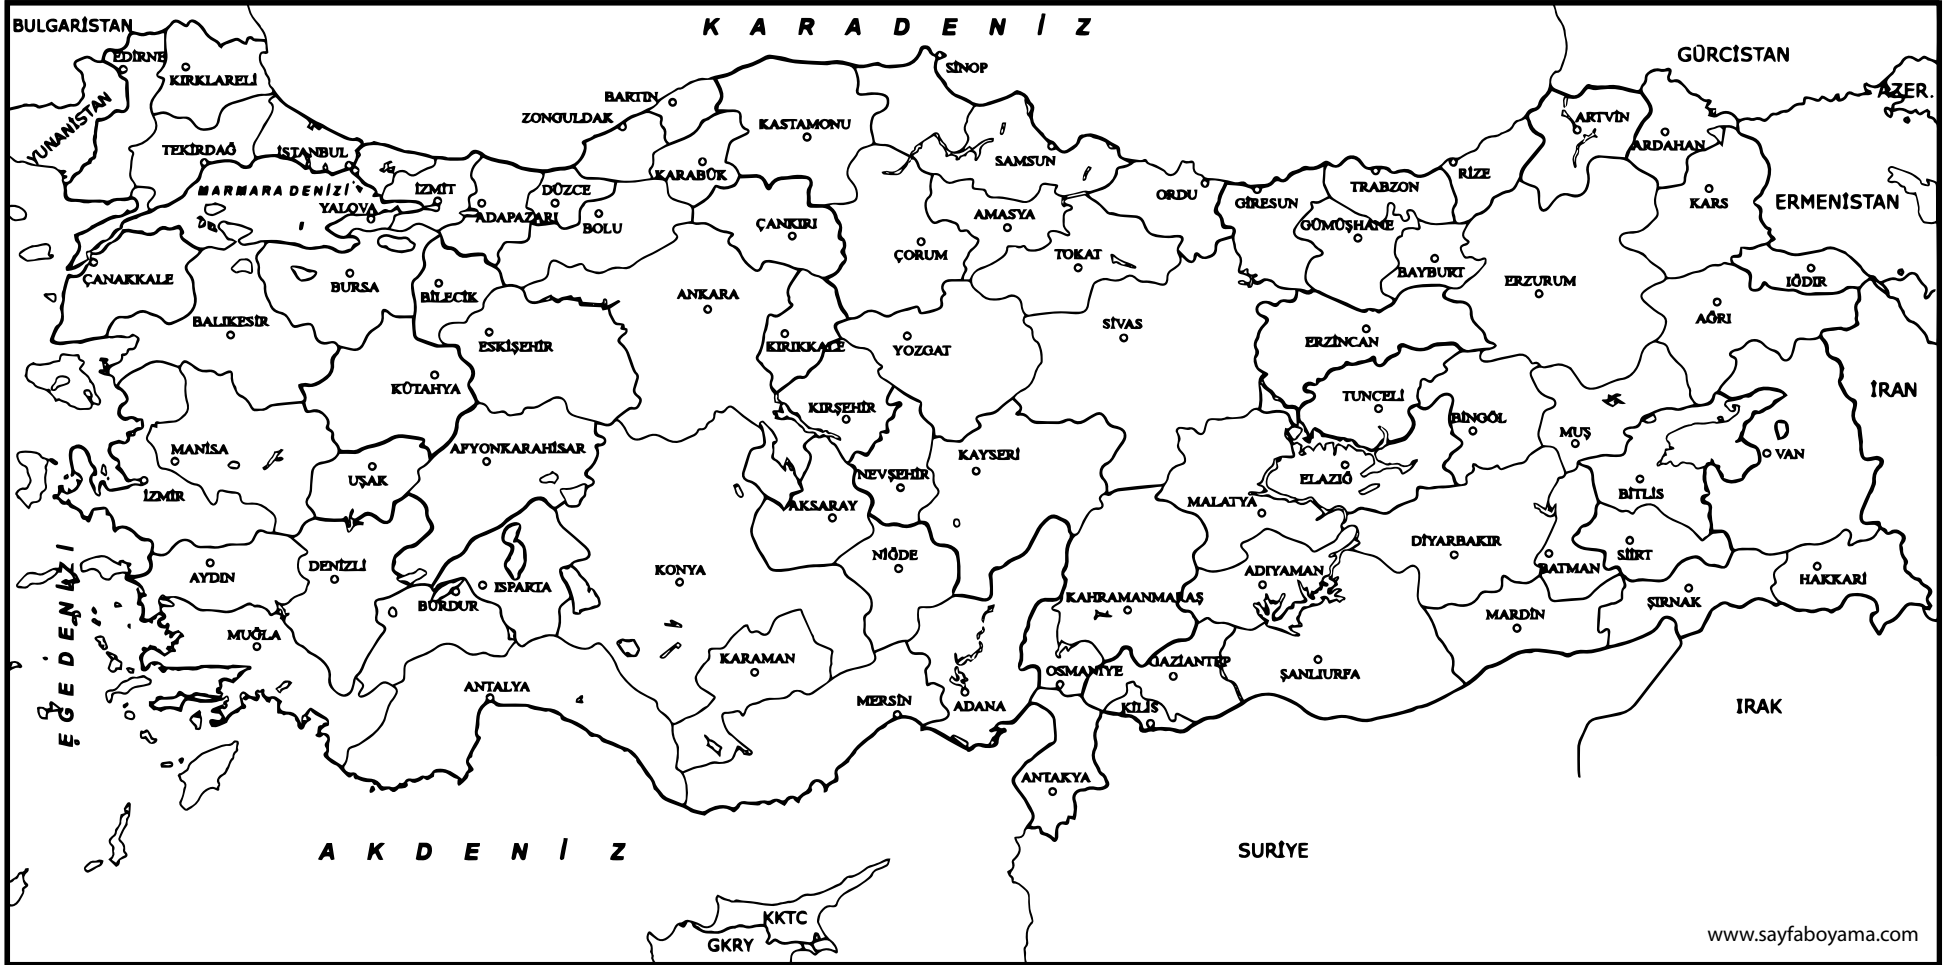 KARADENİZ
BULGARİSTAN
GÜRCİSTAN
EDİRNE
SİNOP
KIRKLARELİ
AZER.
BARTIN
YUNANİSTAN
ZONGULDAK
KASTAMONU
ARTVİN
TEKİRDAĞ
İSTANBUL
SAMSUN
ARDAHAN
KARABÜK
RİZE
MARMARA DENİZİ
İZMİT
DÜZCE
ORDU
TRABZON
YALOVA
ADAPAZARI
AMASYA
GİRESUN
KARS
ERMENİSTAN
BOLU
ÇANKIRI
GÜMÜŞHANE
ÇORUM
TOKAT
ÇANAKKALE
BURSA
BİLECİK
BAYBURT
ERZURUM
IĞDIR
ANKARA
BALIKESİR
SİVAS
AĞRI
ESKİŞEHİR
KIRIKKALE
YOZGAT
ERZİNCAN
KÜTAHYA
TUNCELİ
İRAN
KIRŞEHİR
BİNGÖL
MANİSA
AFYONKARAHİSAR
KAYSERİ
MUŞ
VAN
UŞAK
NEVŞEHİR
ELAZIĞ
İZMİR
AKSARAY
MALATYA
BİTLİS
EGE DENİZİ
DİYARBAKIR
AYDIN
DENİZLİ
KONYA
NİĞDE
ADIYAMAN
BATMAN
SİİRT
ISPARTA
HAKKARİ
BURDUR
KAHRAMANMARAŞ
MARDİN
ŞIRNAK
MUĞLA
KARAMAN
OSMANİYE
GAZİANTEP
ŞANLIURFA
ANTALYA
MERSİN
ADANA
KİLİS
IRAK
ANTAKYA
AKDENİZ
SURİYE
KKTC
GKRY
www.sayfaboyama.com